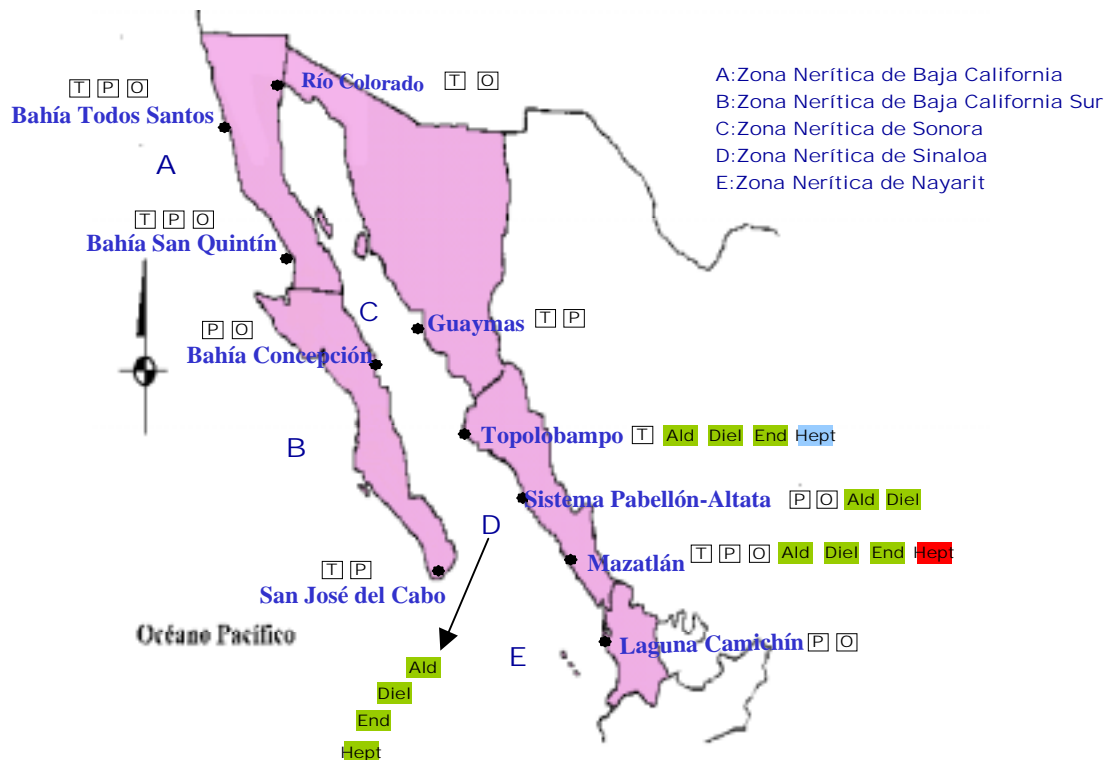 T P O
Bahía Todos Santos
Río Colorado T O
A:Zona Nerítica de Baja California
B:Zona Nerítica de Baja California Sur
C:Zona Nerítica de Sonora
D:Zona Nerítica de Sinaloa
E:Zona Nerítica de Nayarit
A
T P O
Bahía San Quintín
C
P O
Bahía Concepción
Guaymas T P
B
Topolobampo T Ald Diel End Hept
Sistema Pabellón-Altata P O Ald Diel
D
Mazatlán T P O Ald Diel End Hept
T P
San José del Cabo
Océano Pacífico
Laguna Camichín P O
E
Ald
Diel
End
Hept